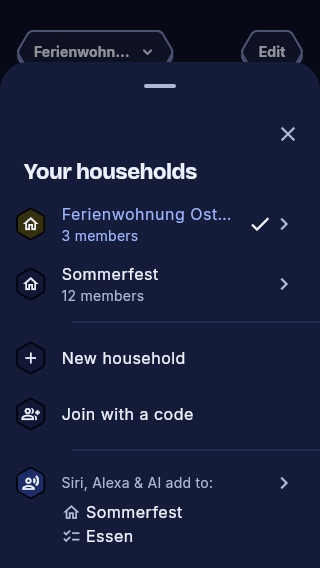 Ferienwohn...
Edit
Your households
Ferienwohnung Ost...
3 members
Sommerfest
12 members
New household
Join with a code
Siri, Alexa & AI add to:
Sommerfest
Essen